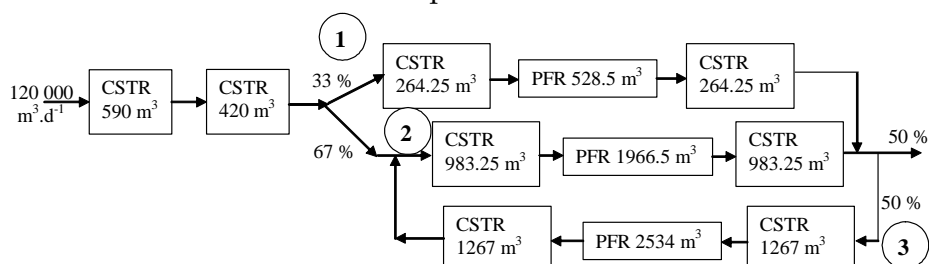 1
CSTR
264.25 m³
PFR 528.5 m³
CSTR
264.25 m³
33 %
120 000
m³.d⁻¹
CSTR
590 m³
CSTR
420 m³
2
67 %
CSTR
983.25 m³
PFR 1966.5 m³
CSTR
983.25 m³
50 %
50 %
CSTR
1267 m³
PFR 2534 m³
CSTR
1267 m³
3